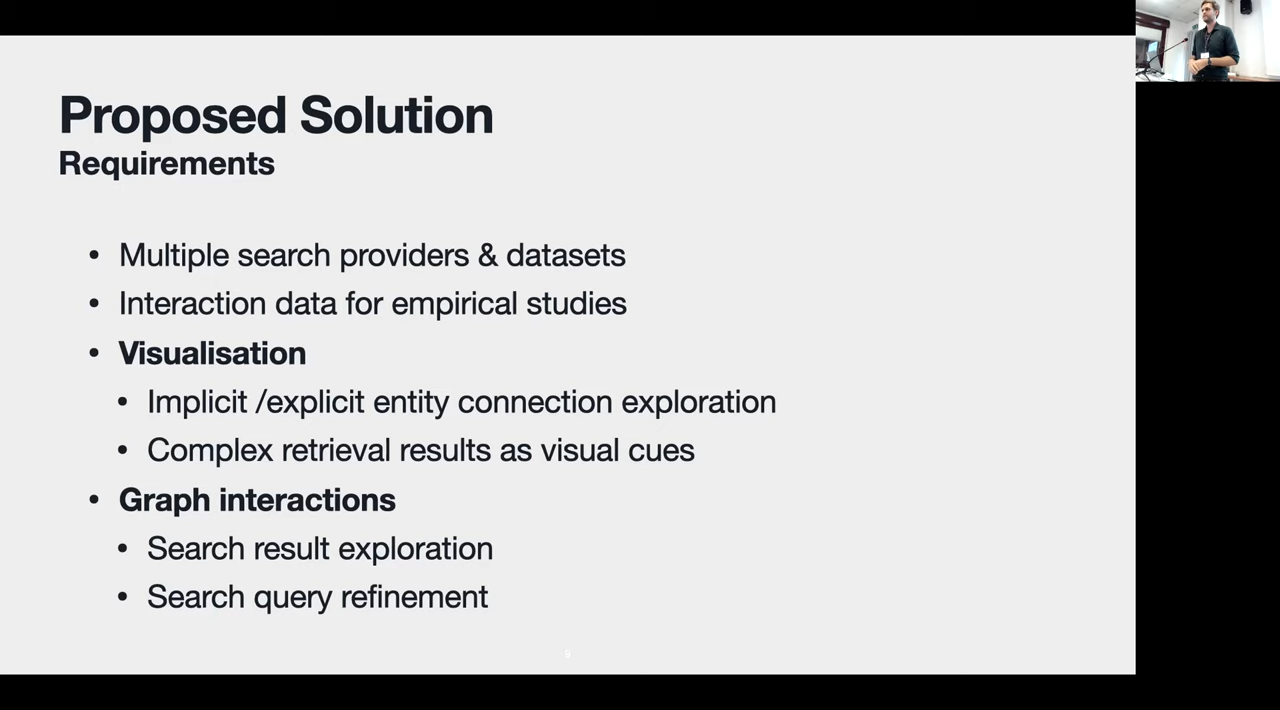 Proposed Solution
Requirements
• Multiple search providers & datasets
• Interaction data for empirical studies
• Visualisation
• Implicit /explicit entity connection exploration
• Complex retrieval results as visual cues
• Graph interactions
• Search result exploration
• Search query refinement